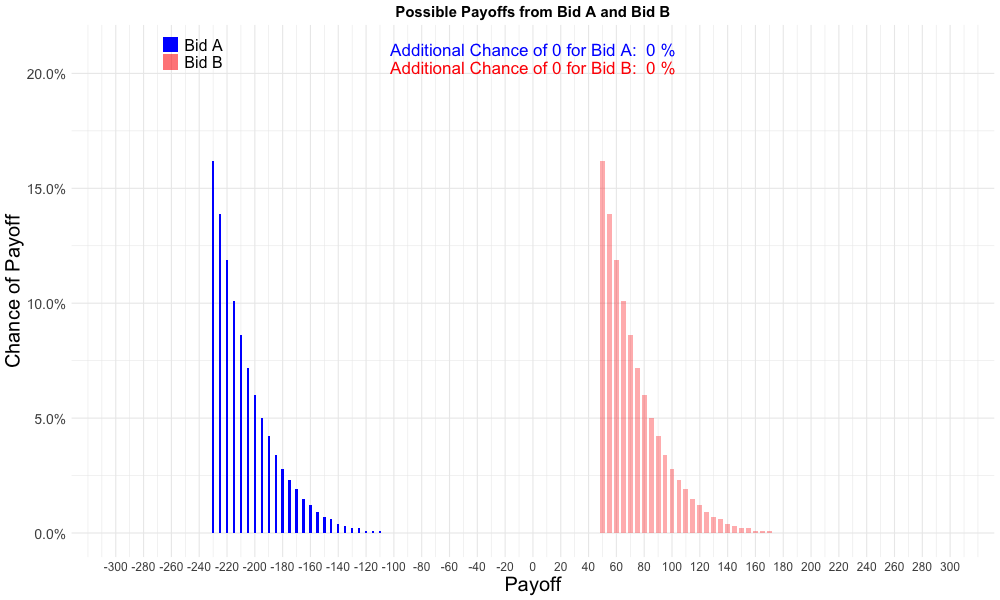 Possible Payoffs from Bid A and Bid B
Bid A
Bid B
Additional Chance of 0 for Bid A:  0 %
Additional Chance of 0 for Bid B:  0 %
Chance of Payoff
20.0%
15.0%
10.0%
5.0%
0.0%
-300 -280 -260 -240 -220 -200 -180 -160 -140 -120 -100 -80 -60 -40 -20 0 20 40 60 80 100 120 140 160 180 200 220 240 260 280 300
Payoff